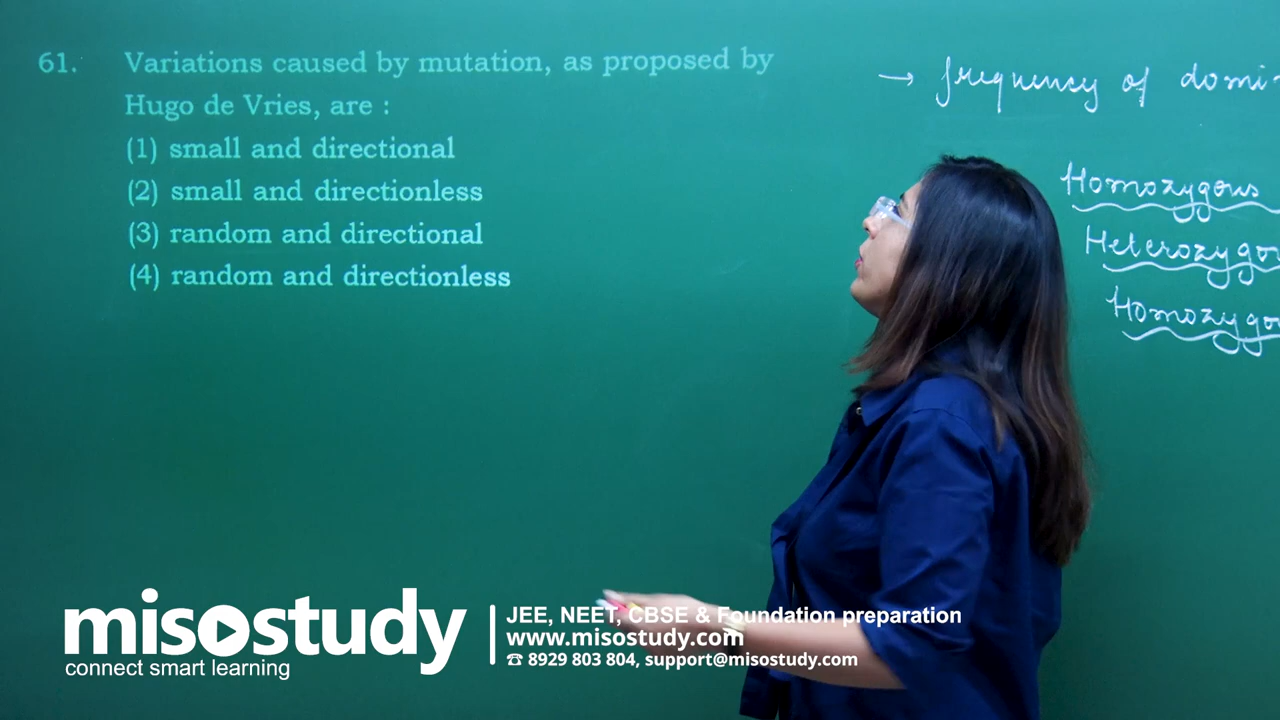 61. Variations caused by mutation, as proposed by
Hugo de Vries, are :
(1) small and directional
(2) small and directionless
(3) random and directional
(4) random and directionless
→ frequency of domi
Homozygous
Heterozygo
Homozygo
misostudy
connect smart learning
JEE, NEET, CBSE & Foundation preparation
www.misostudy.com
☎ 8929 803 804, support@misostudy.com